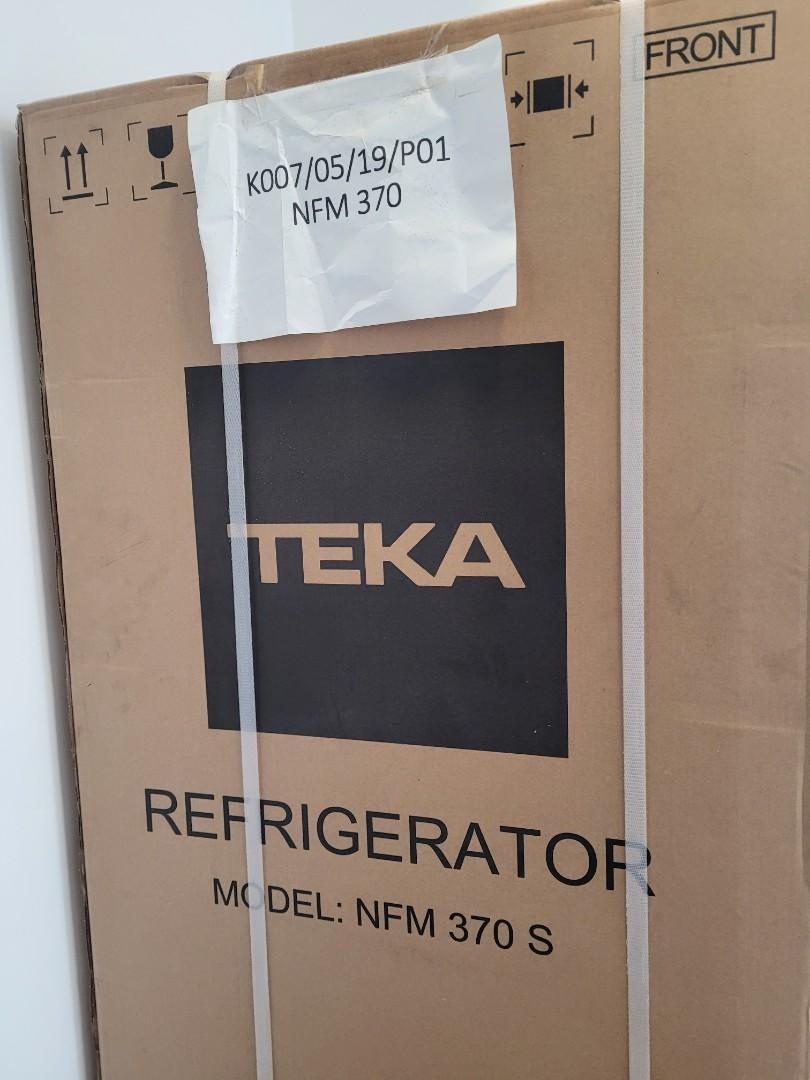 FRONT
K007/05/19/P01
NFM 370
TEKA
REFRIGERATOR
MODEL: NFM 370 S